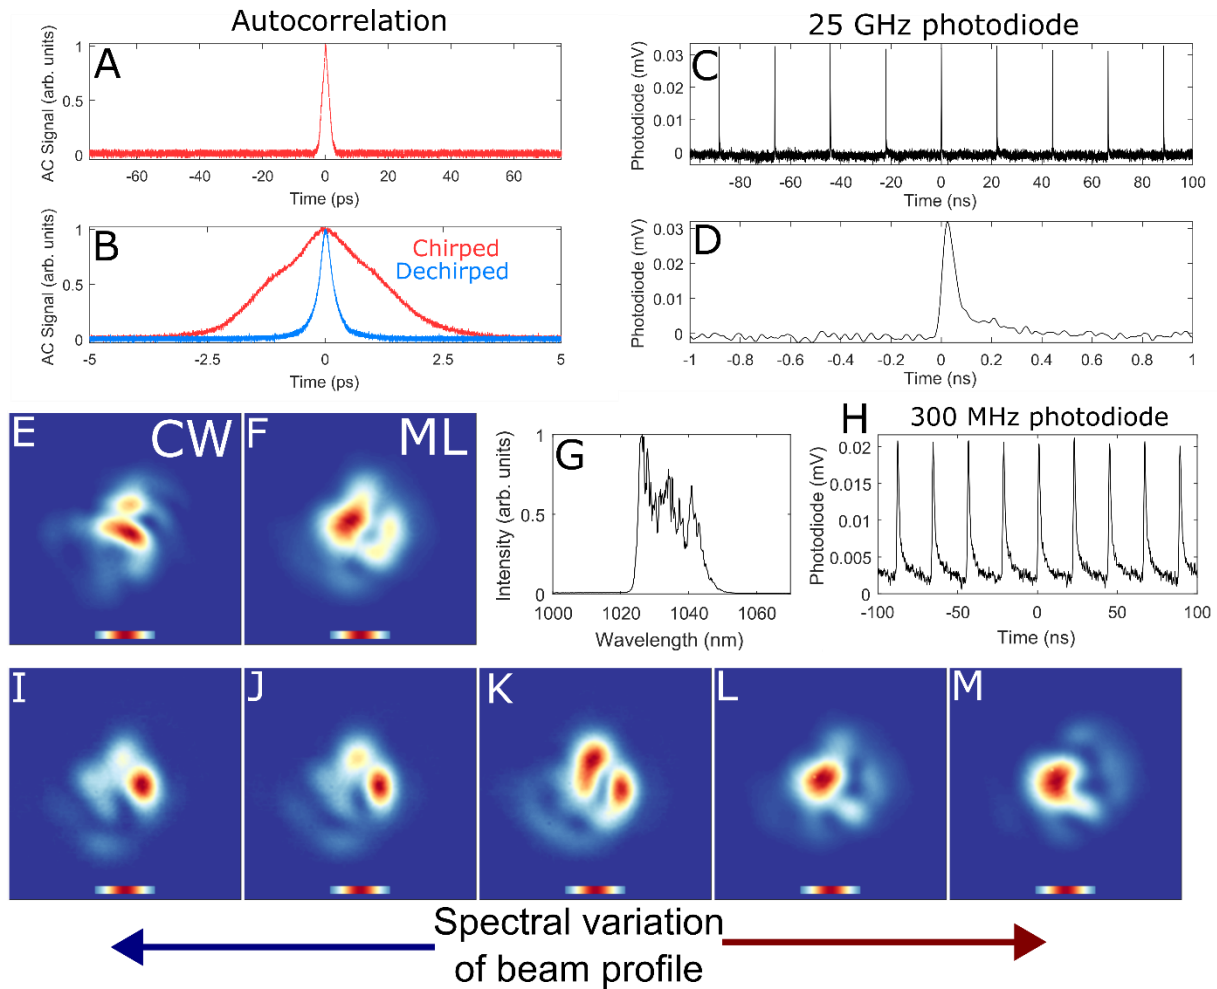 Autocorrelation
25 GHz photodiode
A
AC Signal (arb. units)
1
0.5
0
-60 -40 -20 0 20 40 60
Time (ps)
C
Photodiode (mV)
0.03
0.02
0.01
0
-80 -60 -40 -20 0 20 40 60 80 100
Time (ns)
B
AC Signal (arb. units)
1
0.5
0
Chirped
Dechirped
-5 -2.5 0 2.5 5
Time (ps)
D
Photodiode (mV)
0.03
0.02
0.01
0
-1 -0.8 -0.6 -0.4 -0.2 0 0.2 0.4 0.6 0.8 1
Time (ns)
E CW
F ML
G
Intensity (arb. units)
1
0.5
0
1000 1020 1040 1060
Wavelength (nm)
H 300 MHz photodiode
Photodiode (mV)
0.02
0.015
0.01
0.005
0
-100 -50 0 50 100
Time (ns)
I J K L M
Spectral variation
of beam profile